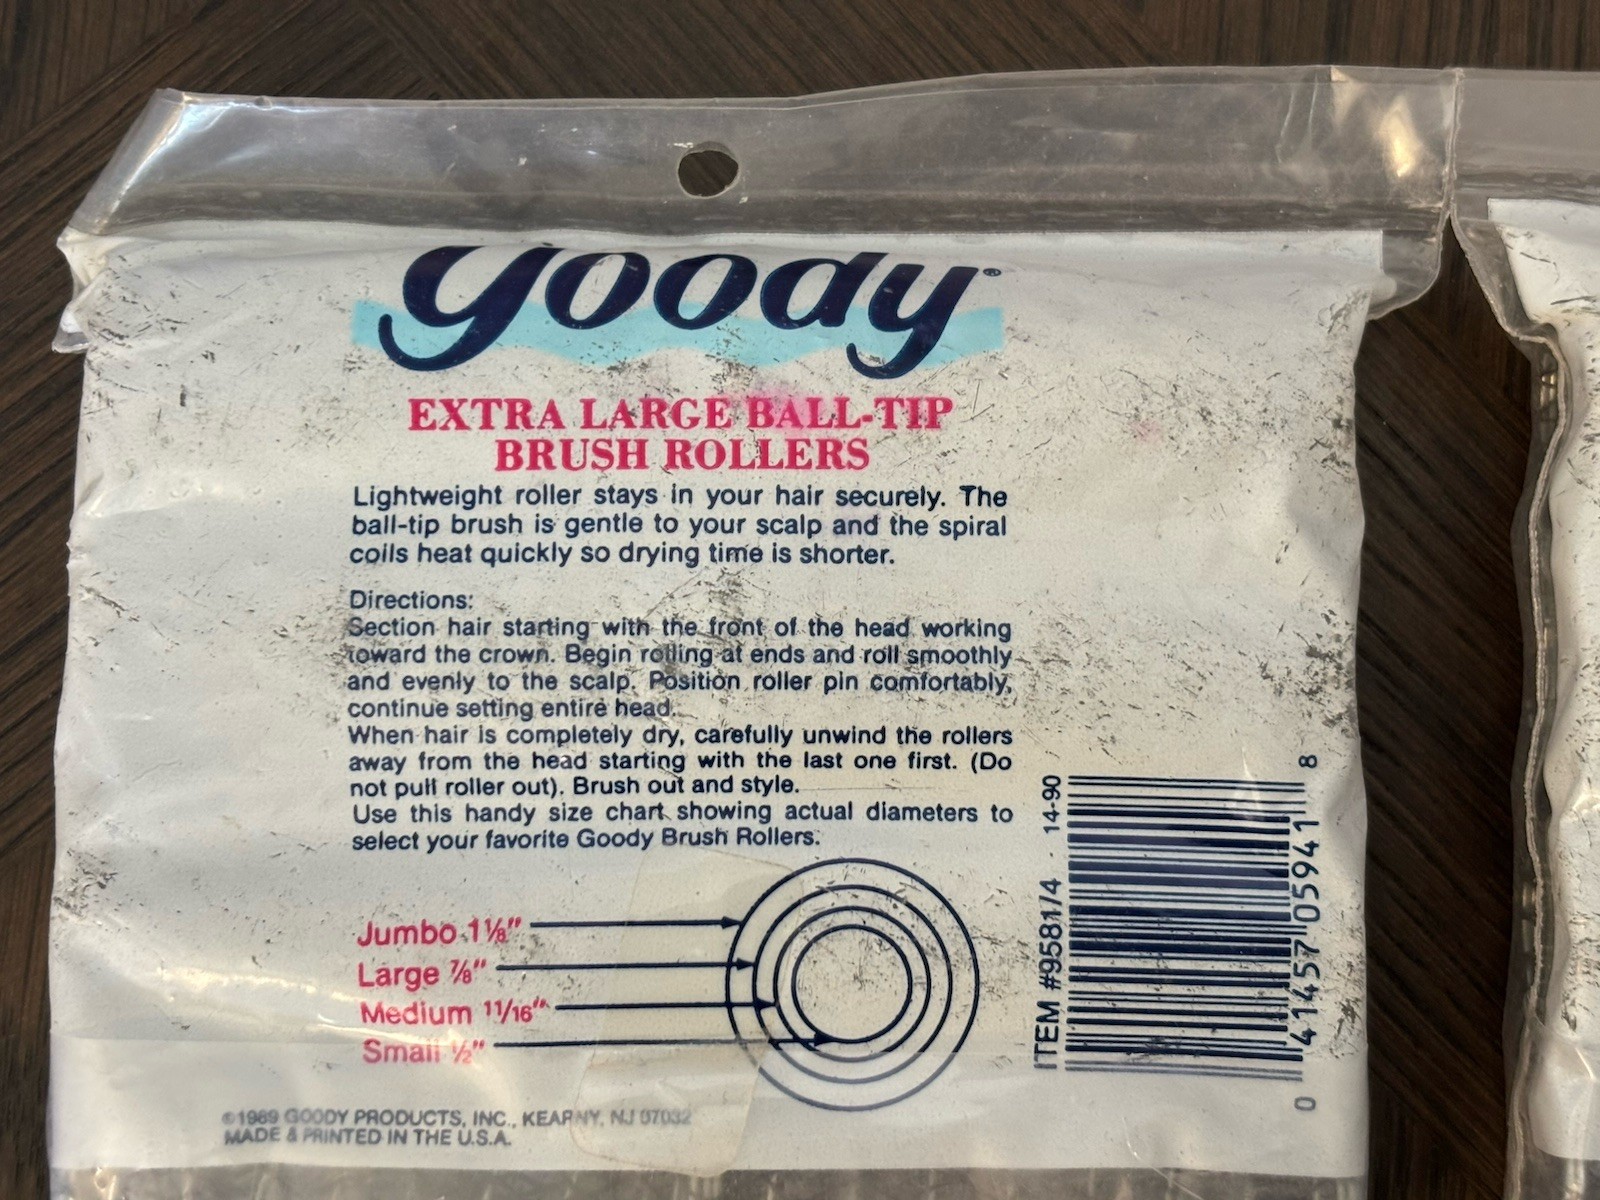 goody®
EXTRA LARGE BALL-TIP
BRUSH ROLLERS
Lightweight roller stays in your hair securely. The
ball-tip brush is gentle to your scalp and the spiral
coils heat quickly so drying time is shorter.
Directions:
Section hair starting with the front of the head working
toward the crown. Begin rolling at ends and roll smoothly
and evenly to the scalp. Position roller pin comfortably,
continue setting entire head.
When hair is completely dry, carefully unwind the rollers
away from the head starting with the last one first. (Do
not pull roller out). Brush out and style.
Use this handy size chart showing actual diameters to
select your favorite Goody Brush Rollers.
Jumbo 1⅛"
Large ⅞"
Medium 11/16"
Small ½"
©1989 GOODY PRODUCTS, INC., KEARNY, NJ 07032
MADE & PRINTED IN THE U.S.A.
ITEM #9581/4 14-90
0 41457 05941 8